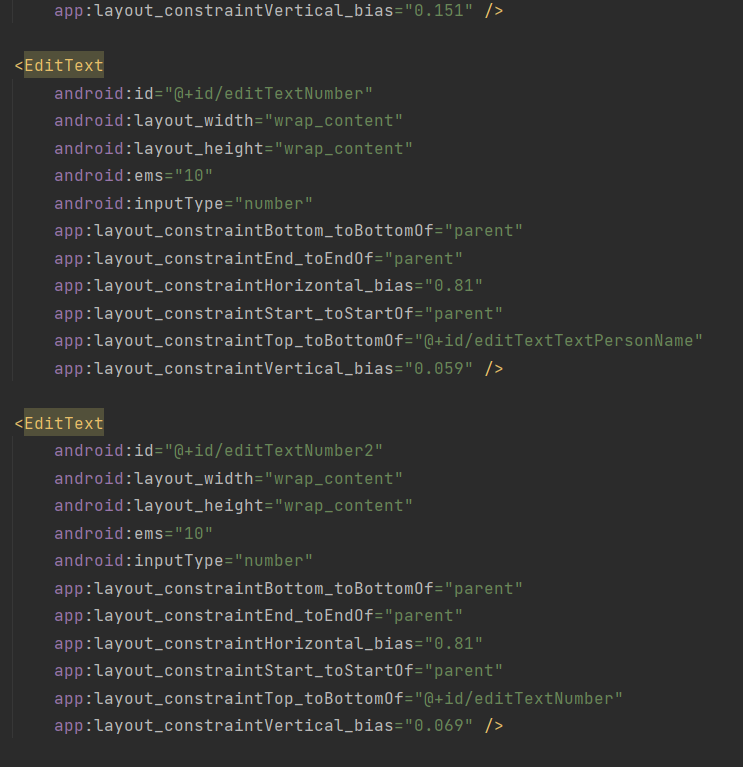 app:layout_constraintVertical_bias="0.151" />
<EditText
android:id="@+id/editTextNumber"
android:layout_width="wrap_content"
android:layout_height="wrap_content"
android:ems="10"
android:inputType="number"
app:layout_constraintBottom_toBottomOf="parent"
app:layout_constraintEnd_toEndOf="parent"
app:layout_constraintHorizontal_bias="0.81"
app:layout_constraintStart_toStartOf="parent"
app:layout_constraintTop_toBottomOf="@+id/editTextTextPersonName"
app:layout_constraintVertical_bias="0.059" />
<EditText
android:id="@+id/editTextNumber2"
android:layout_width="wrap_content"
android:layout_height="wrap_content"
android:ems="10"
android:inputType="number"
app:layout_constraintBottom_toBottomOf="parent"
app:layout_constraintEnd_toEndOf="parent"
app:layout_constraintHorizontal_bias="0.81"
app:layout_constraintStart_toStartOf="parent"
app:layout_constraintTop_toBottomOf="@+id/editTextNumber"
app:layout_constraintVertical_bias="0.069" />